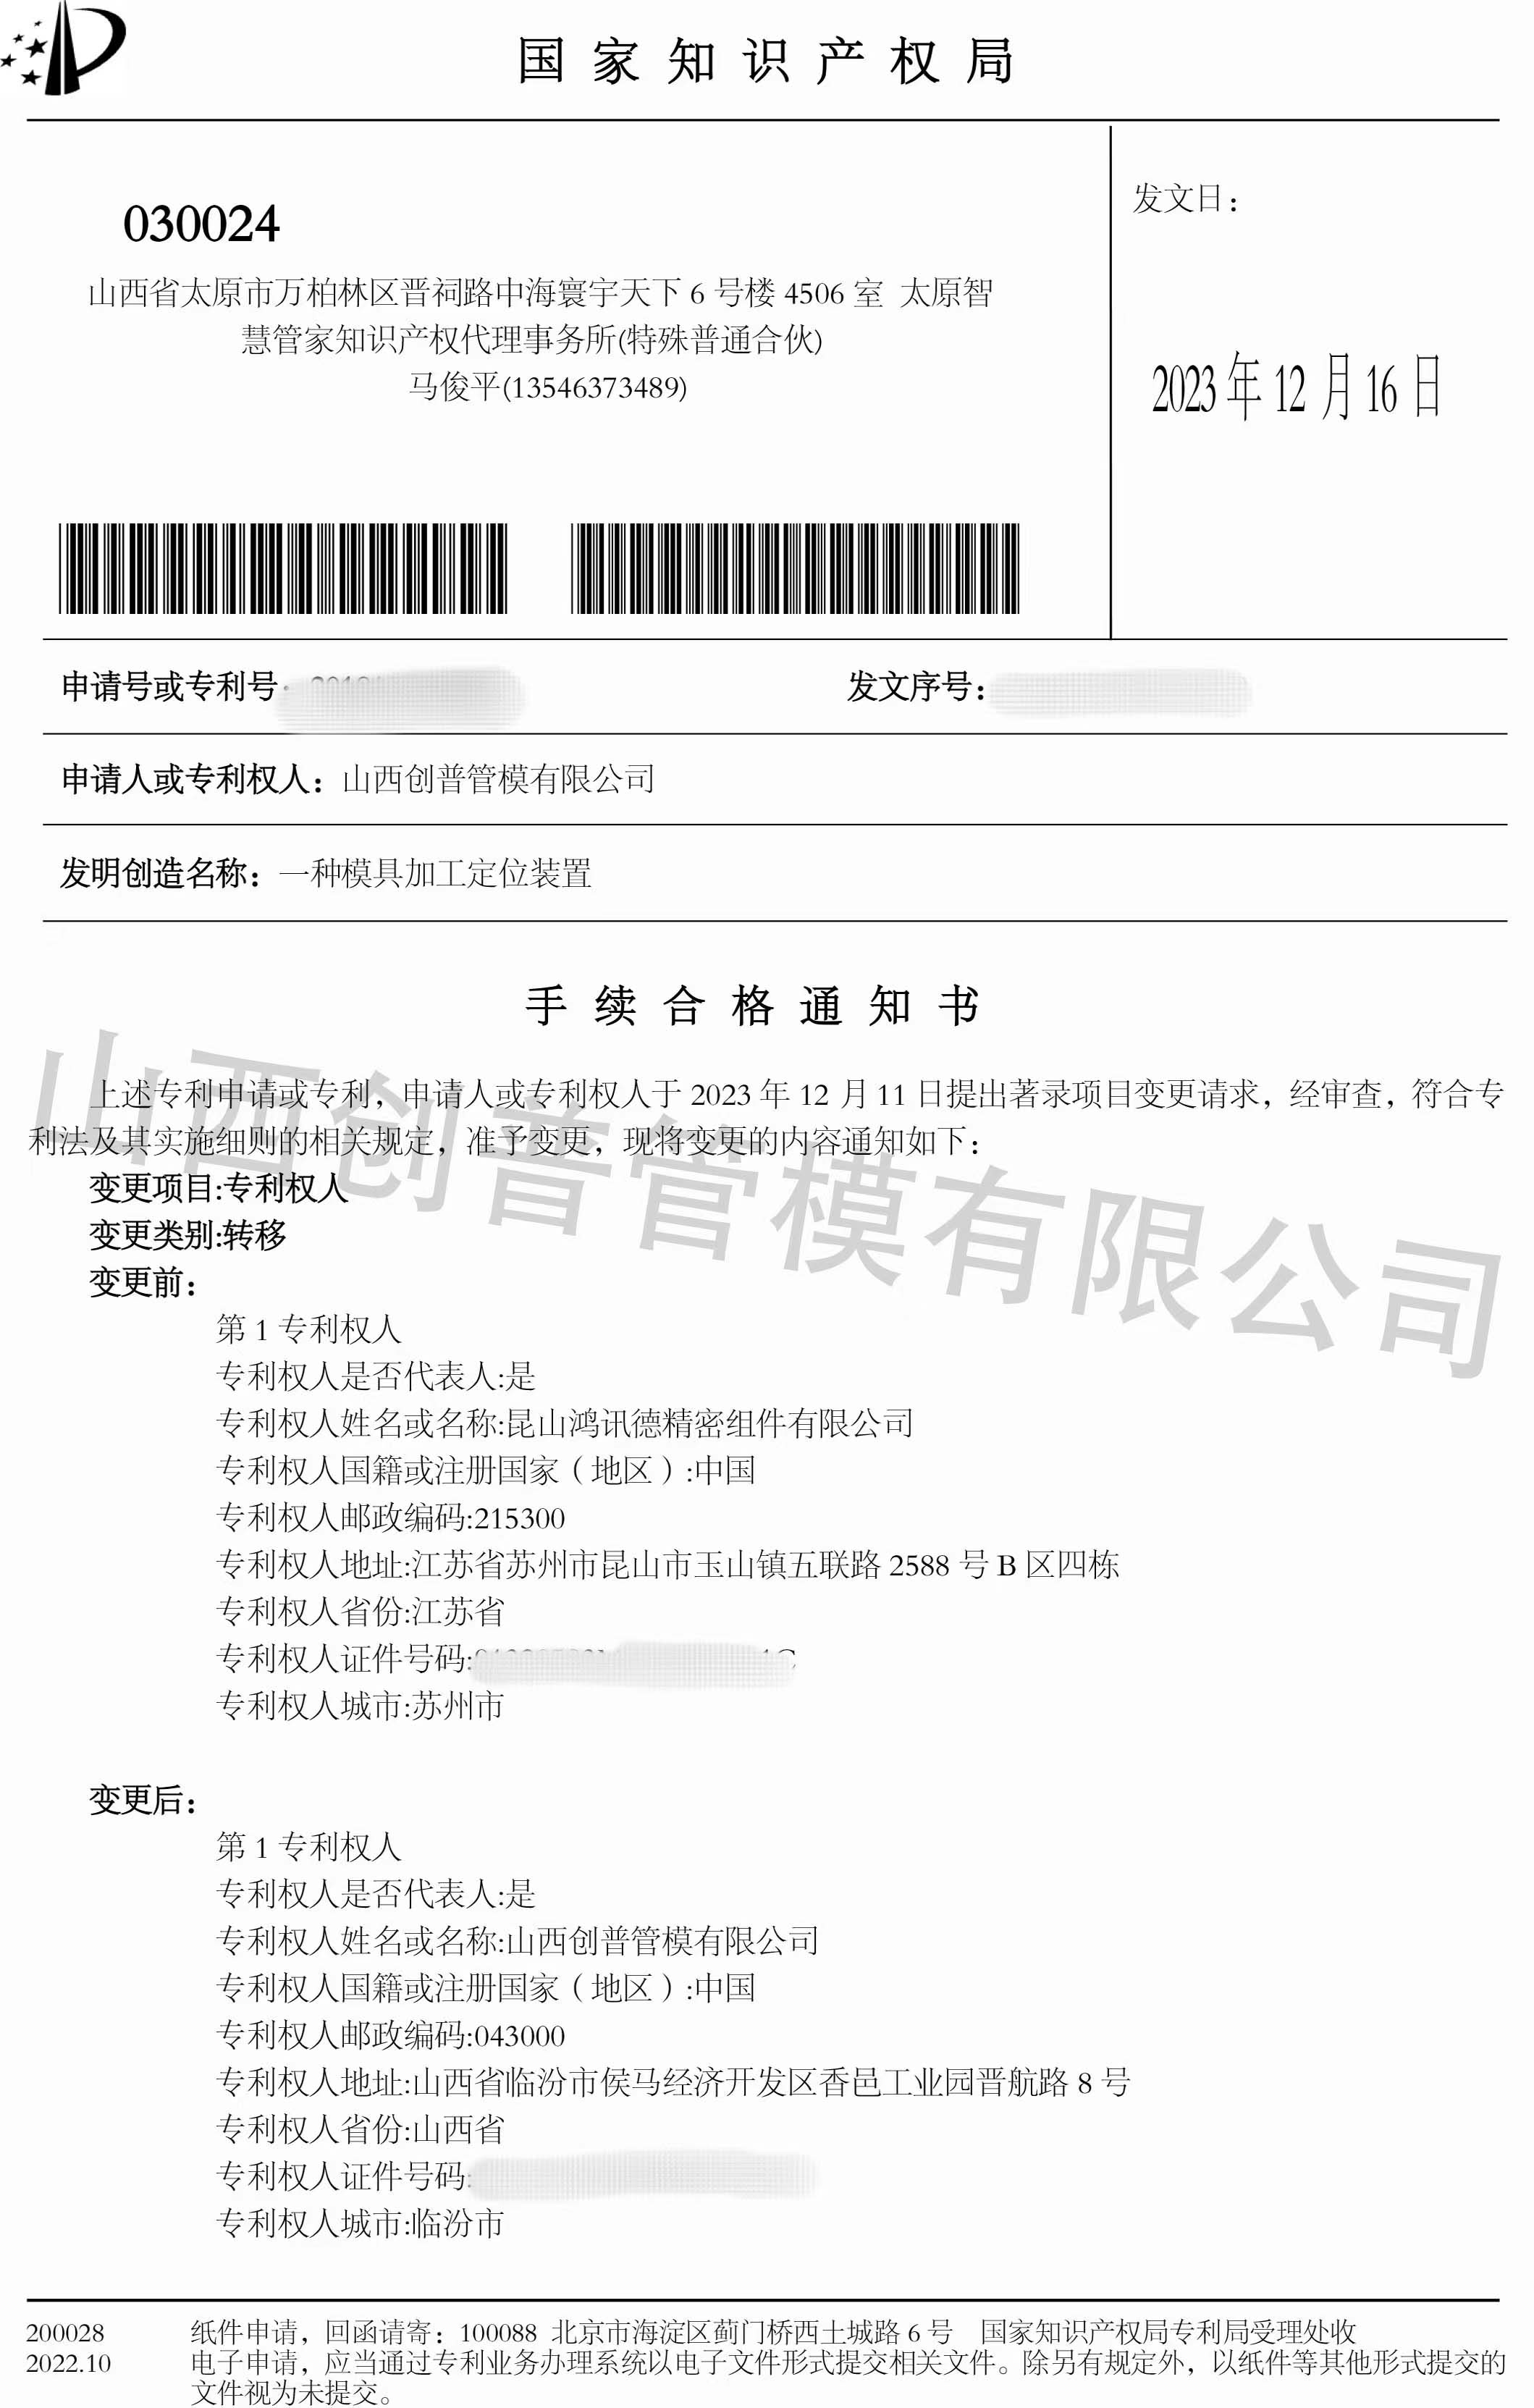 国家知识产权局
030024
山西省太原市万柏林区晋祠路中海寰宇天下 6 号楼 4506 室 太原智
慧管家知识产权代理事务所(特殊普通合伙)
马俊平(13546373489)
发文日：
2023 年 12 月 16 日
申请号或专利号：
发文序号：
申请人或专利权人：山西创普管模有限公司
发明创造名称：一种模具加工定位装置
手续合格通知书
上述专利申请或专利，申请人或专利权人于 2023 年 12 月 11 日提出著录项目变更请求，经审查，符合专
利法及其实施细则的相关规定，准予变更，现将变更的内容通知如下：
变更项目:专利权人
变更类别:转移
变更前：
第 1 专利权人
专利权人是否代表人:是
专利权人姓名或名称:昆山鸿讯德精密组件有限公司
专利权人国籍或注册国家（地区）:中国
专利权人邮政编码:215300
专利权人地址:江苏省苏州市昆山市玉山镇五联路 2588 号 B 区四栋
专利权人省份:江苏省
专利权人证件号码:
专利权人城市:苏州市
变更后：
第 1 专利权人
专利权人是否代表人:是
专利权人姓名或名称:山西创普管模有限公司
专利权人国籍或注册国家（地区）:中国
专利权人邮政编码:043000
专利权人地址:山西省临汾市侯马经济开发区香邑工业园晋航路 8 号
专利权人省份:山西省
专利权人证件号码:
专利权人城市:临汾市
山西创普管模有限公司
200028 纸件申请，回函请寄：100088 北京市海淀区蓟门桥西土城路 6 号 国家知识产权局专利局受理处收
2022.10 电子申请，应当通过专利业务办理系统以电子文件形式提交相关文件。除另有规定外，以纸件等其他形式提交的
文件视为未提交。